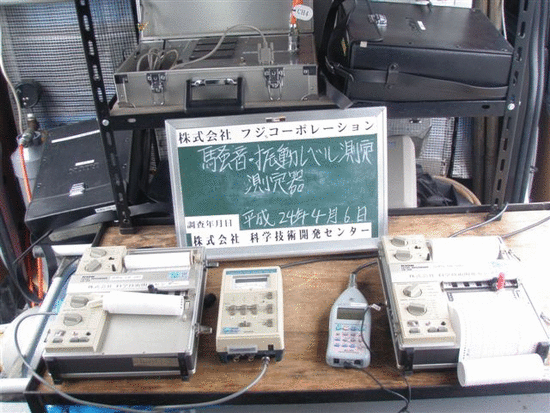 株式会社 フジコーポレーション
騒音・振動レベル測定
測定器
調査年月日 平成24年4月6日
株式会社 科学技術開発センター